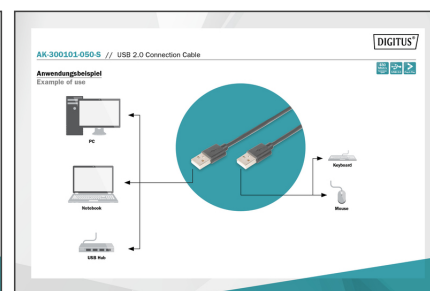 DIGITUS®
AK-300101-050-S // USB 2.0 Connection Cable
Anwendungsbeispiel
Example of use
PC
Notebook
USB Hub
Keyboard
Mouse